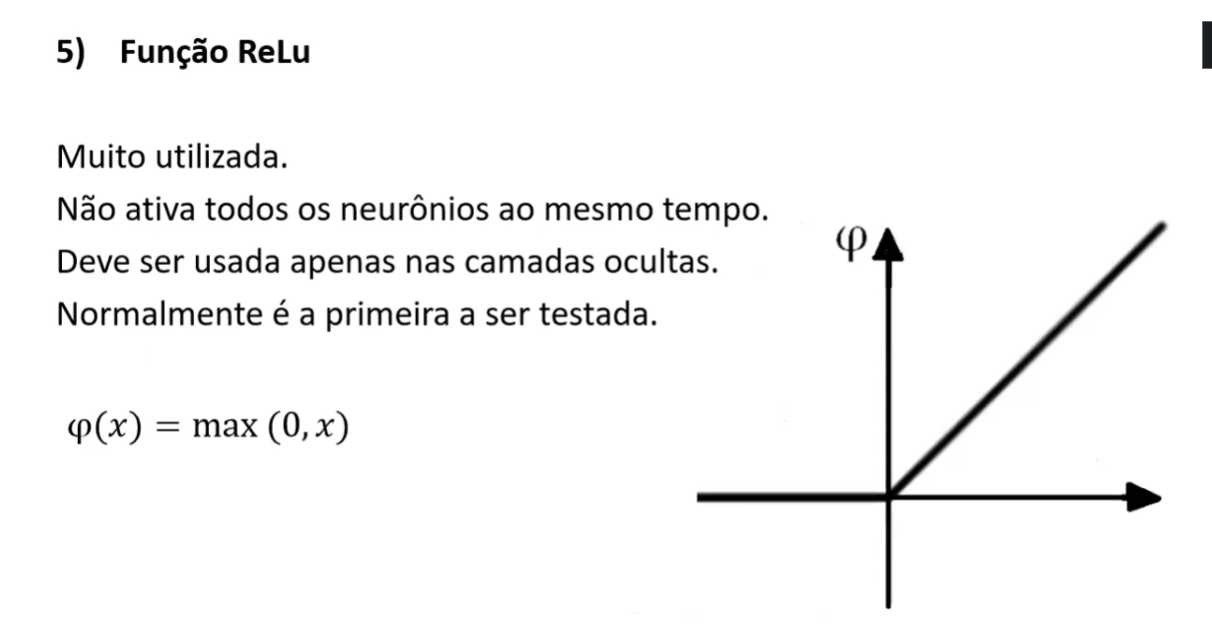 5) Função ReLu
Muito utilizada.
Não ativa todos os neurônios ao mesmo tempo.
Deve ser usada apenas nas camadas ocultas.
Normalmente é a primeira a ser testada.
φ
φ(x) = max (0, x)